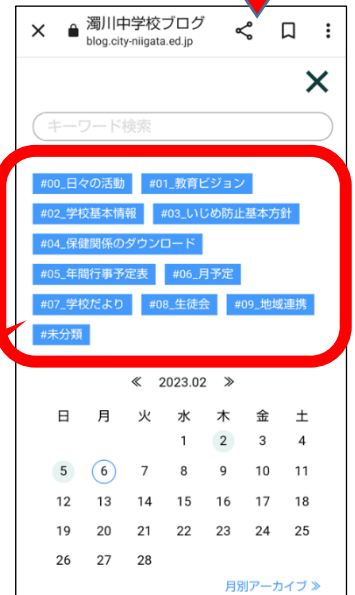 濁川中学校ブログ
blog.city-niigata.ed.jp
キーワード検索
#00_日々の活動 #01_教育ビジョン
#02_学校基本情報 #03_いじめ防止基本方針
#04_保健関係のダウンロード
#05_年間行事予定表 #06_月予定
#07_学校だより #08_生徒会 #09_地域連携
#未分類
≪ 2023.02 ≫
日 月 火 水 木 金 土
1 2 3 4
5 6 7 8 9 10 11
12 13 14 15 16 17 18
19 20 21 22 23 24 25
26 27 28
月別アーカイブ ≫